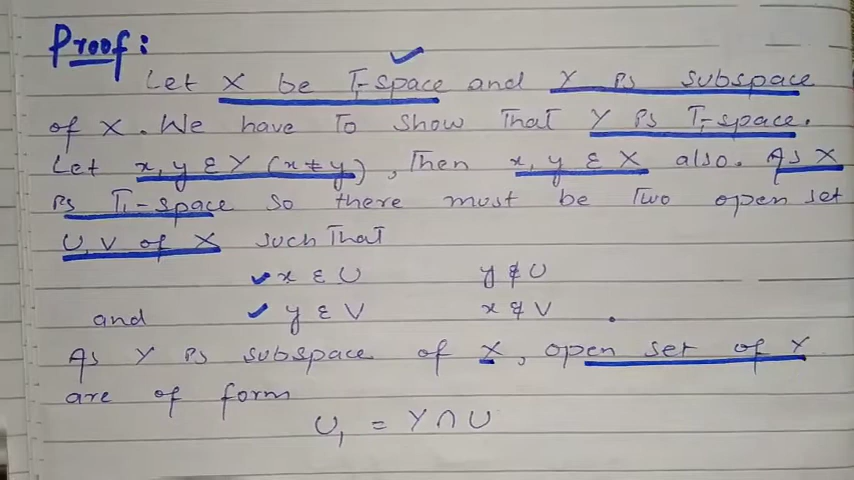 Proof:
Let X be T₁-space and Y is subspace
of X. We have To show That Y is T₁-space.
Let x, y ∈ Y (x ≠ y), Then x, y ∈ X also. As X
is T₁-space so there must be Two open set
U, V of X such That
x ∈ U y ∉ U
and y ∈ V x ∉ V
As Y is subspace of X, open set of Y
are of form
U₁ = Y ∩ U